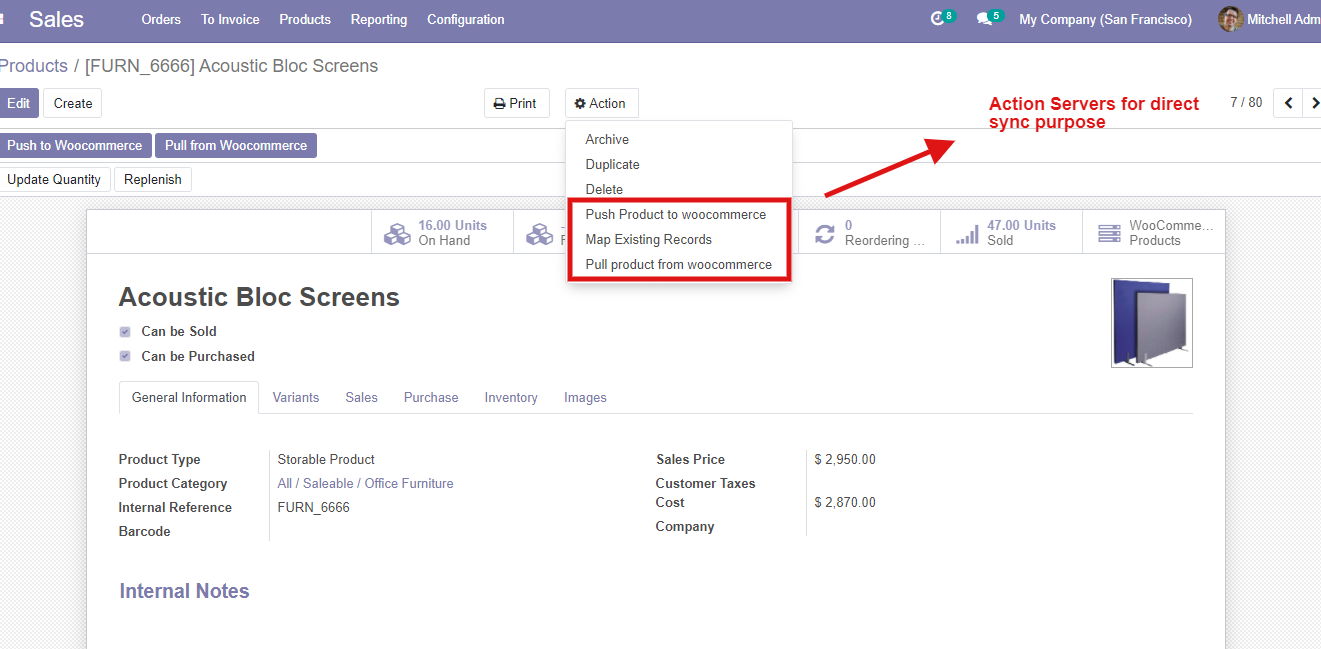 Sales Orders To Invoice Products Reporting Configuration 8 5 My Company (San Francisco) Mitchell Adm
Products / [FURN_6666] Acoustic Bloc Screens
Edit Create Print Action 7 / 80
Action Servers for direct
sync purpose
Push to Woocommerce Pull from Woocommerce
Update Quantity Replenish
Archive
Duplicate
Delete
Push Product to woocommerce
Map Existing Records
Pull product from woocommerce
16.00 Units
On Hand
0
Reordering ...
47.00 Units
Sold
WooComme...
Products
Acoustic Bloc Screens
Can be Sold
Can be Purchased
General Information Variants Sales Purchase Inventory Images
Product Type Storable Product
Product Category All / Saleable / Office Furniture
Internal Reference FURN_6666
Barcode
Sales Price $ 2,950.00
Customer Taxes
Cost $ 2,870.00
Company
Internal Notes